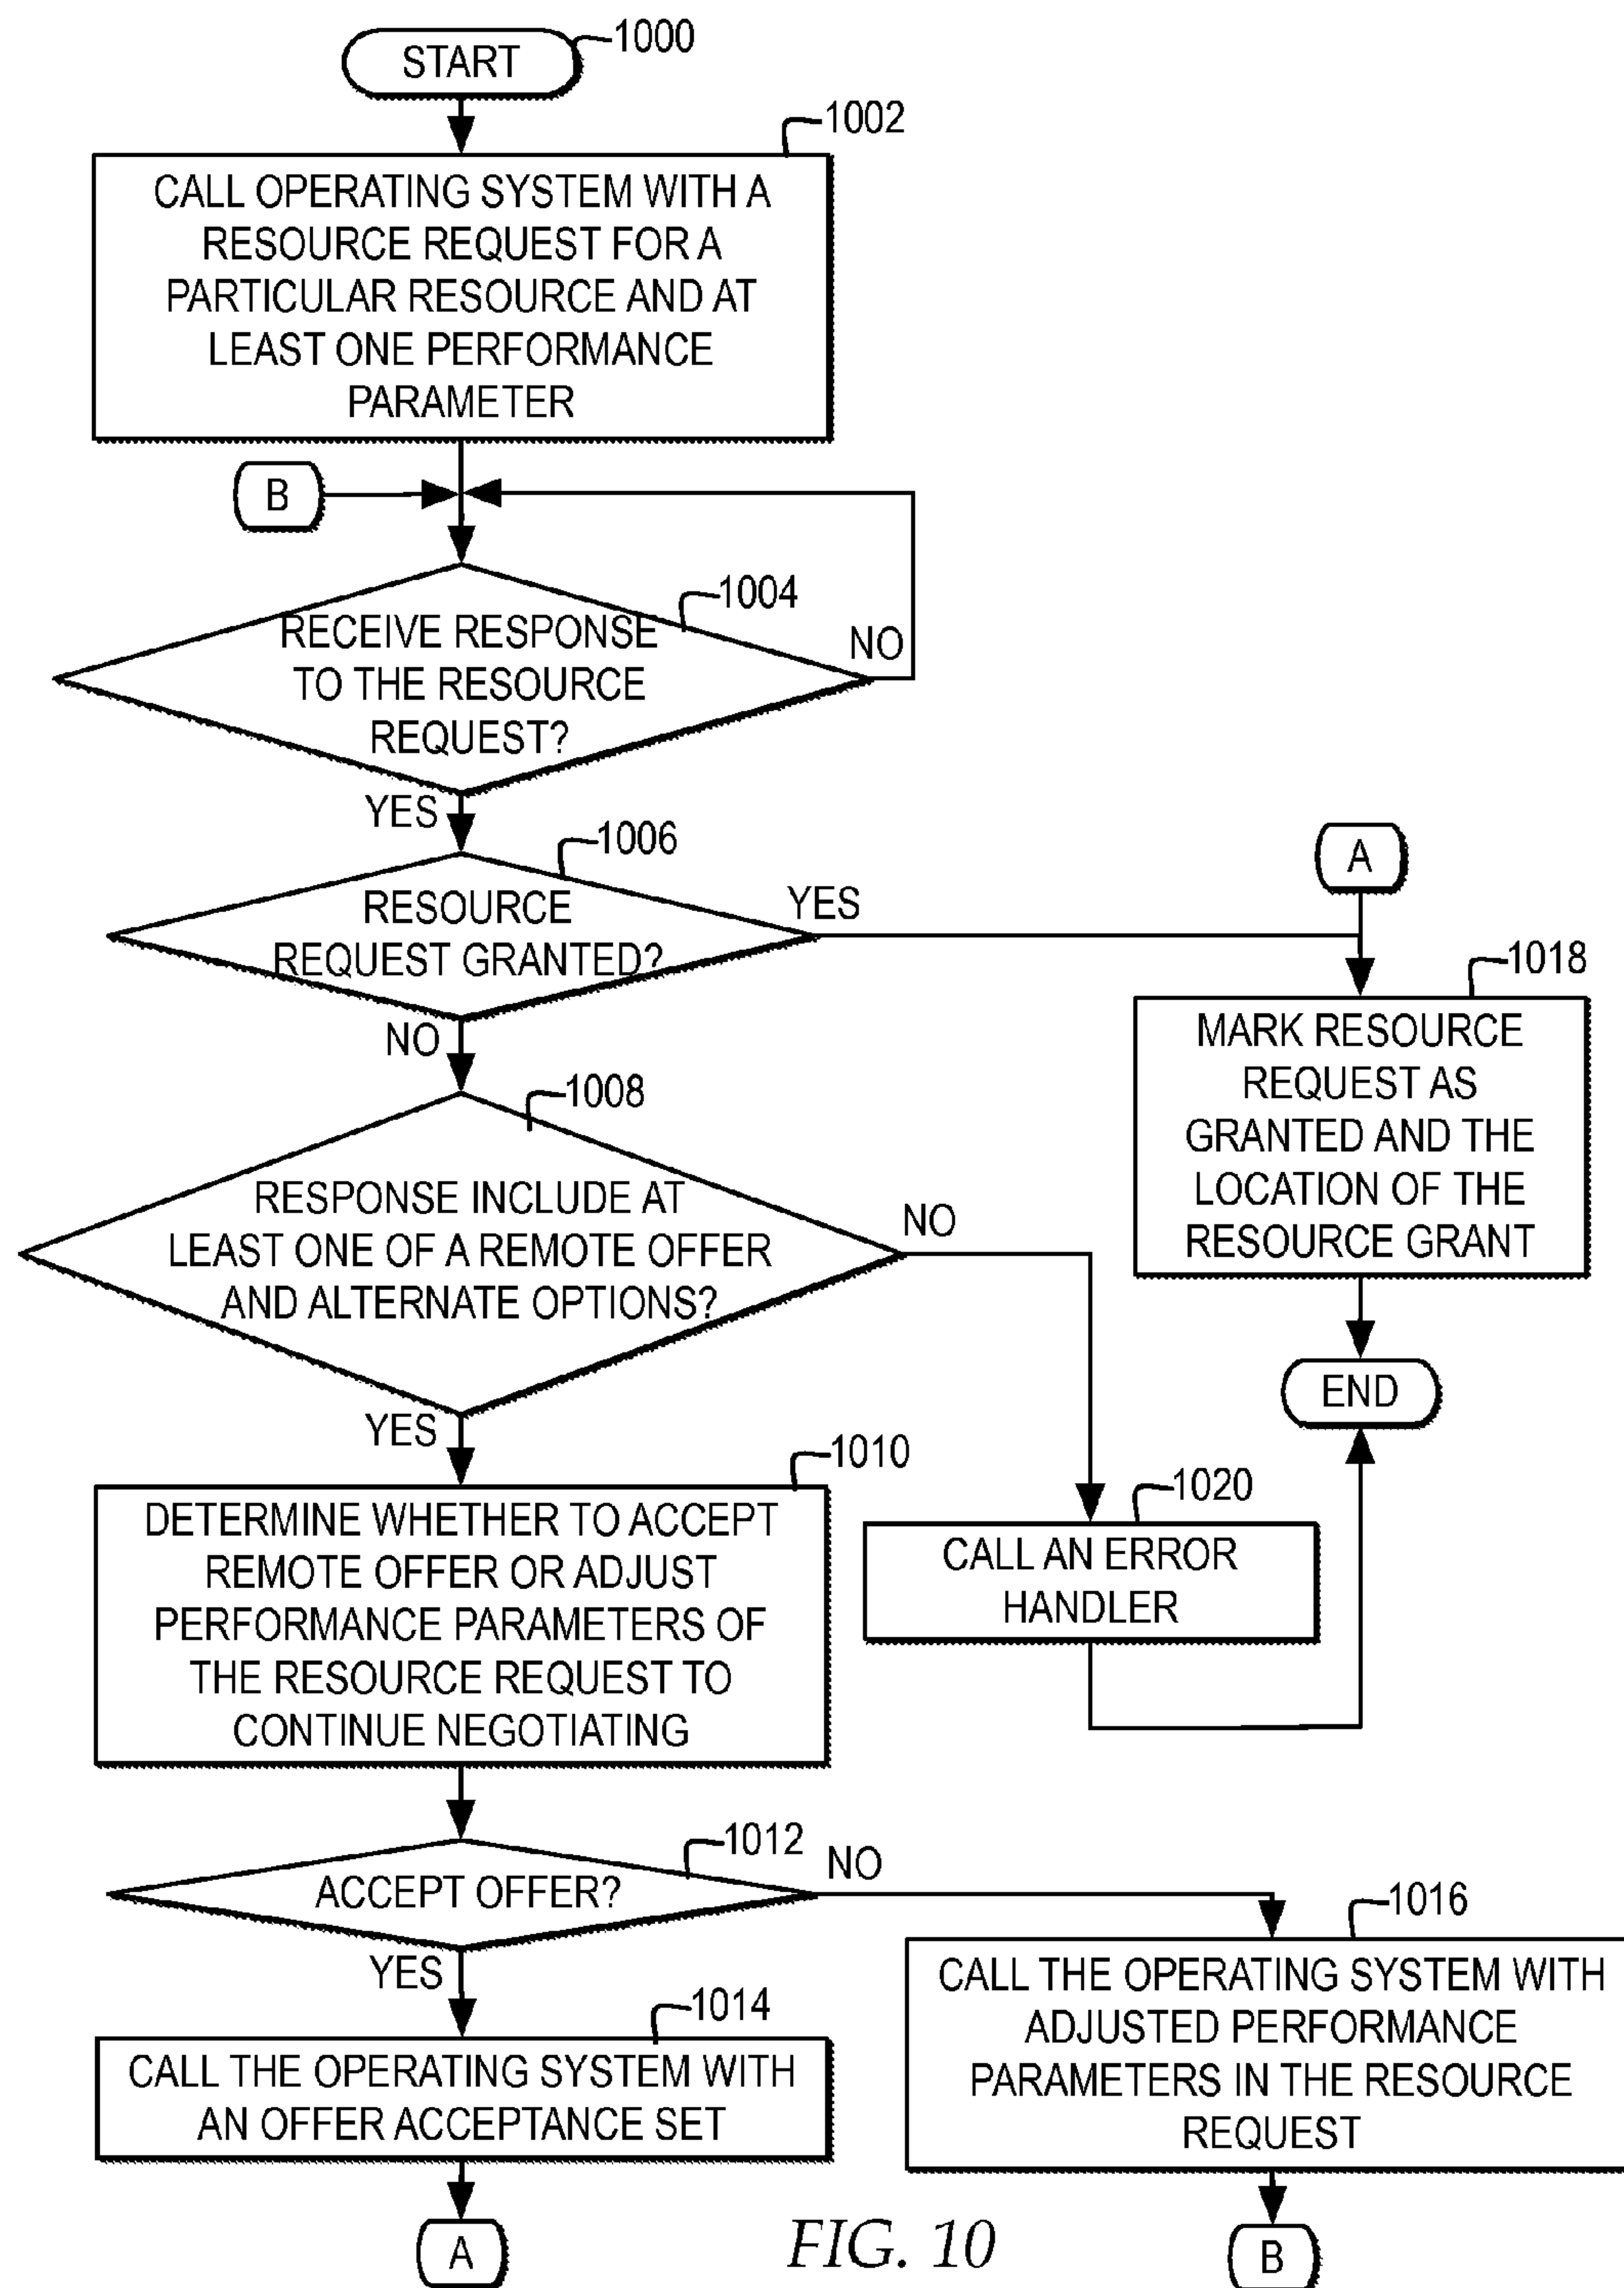 START
1000
1002
CALL OPERATING SYSTEM WITH A
RESOURCE REQUEST FOR A
PARTICULAR RESOURCE AND AT
LEAST ONE PERFORMANCE
PARAMETER
B
1004
RECEIVE RESPONSE
TO THE RESOURCE
REQUEST?
NO
YES
1006
RESOURCE
REQUEST GRANTED?
YES
NO
A
1018
MARK RESOURCE
REQUEST AS
GRANTED AND THE
LOCATION OF THE
RESOURCE GRANT
END
1008
RESPONSE INCLUDE AT
LEAST ONE OF A REMOTE OFFER
AND ALTERNATE OPTIONS?
NO
YES
1010
DETERMINE WHETHER TO ACCEPT
REMOTE OFFER OR ADJUST
PERFORMANCE PARAMETERS OF
THE RESOURCE REQUEST TO
CONTINUE NEGOTIATING
1020
CALL AN ERROR
HANDLER
1012
ACCEPT OFFER?
NO
YES
1014
CALL THE OPERATING SYSTEM WITH
AN OFFER ACCEPTANCE SET
A
1016
CALL THE OPERATING SYSTEM WITH
ADJUSTED PERFORMANCE
PARAMETERS IN THE RESOURCE
REQUEST
B
FIG. 10